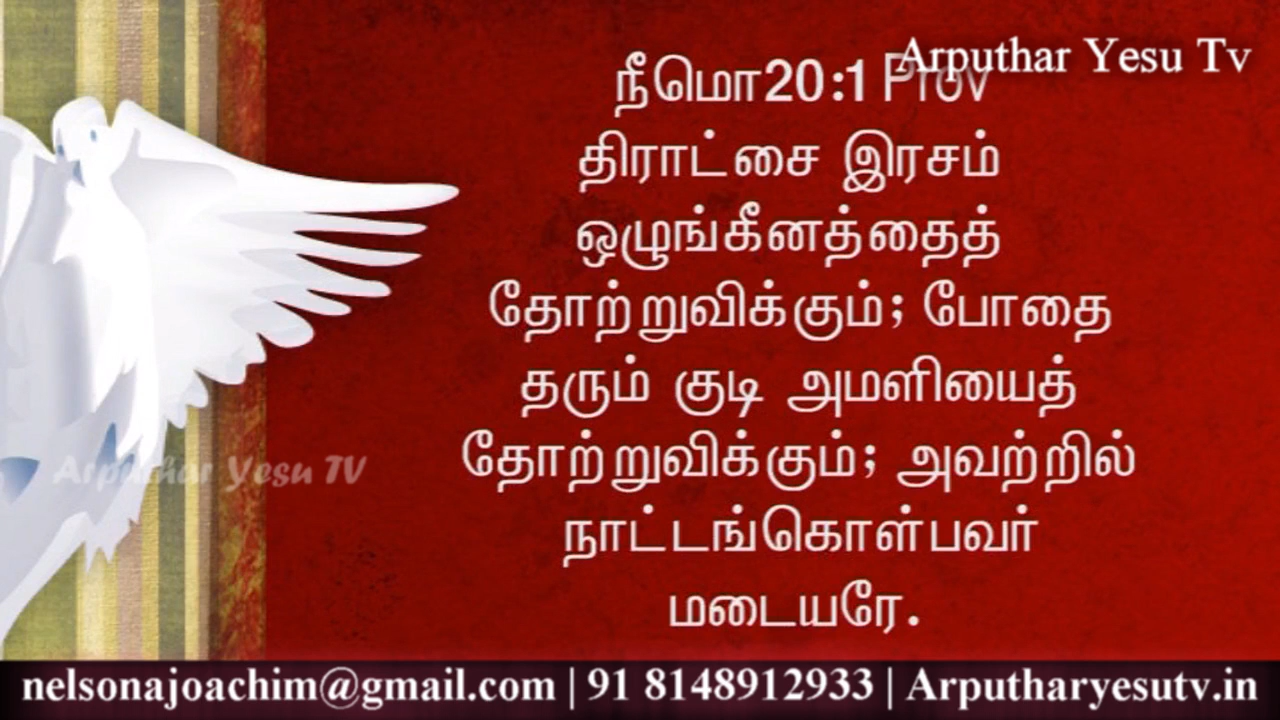 Arputhar Yesu Tv
நீமொ20:1 Prov
திராட்சை இரசம்
ஒழுங்கீனத்தைத்
தோற்றுவிக்கும்; போதை
தரும் குடி அமளியைத்
தோற்றுவிக்கும்; அவற்றில்
நாட்டங்கொள்பவர்
மடையரே.
Arputhar Yesu TV
nelsonajoachim@gmail.com | 91 8148912933 | Arputharyesutv.in